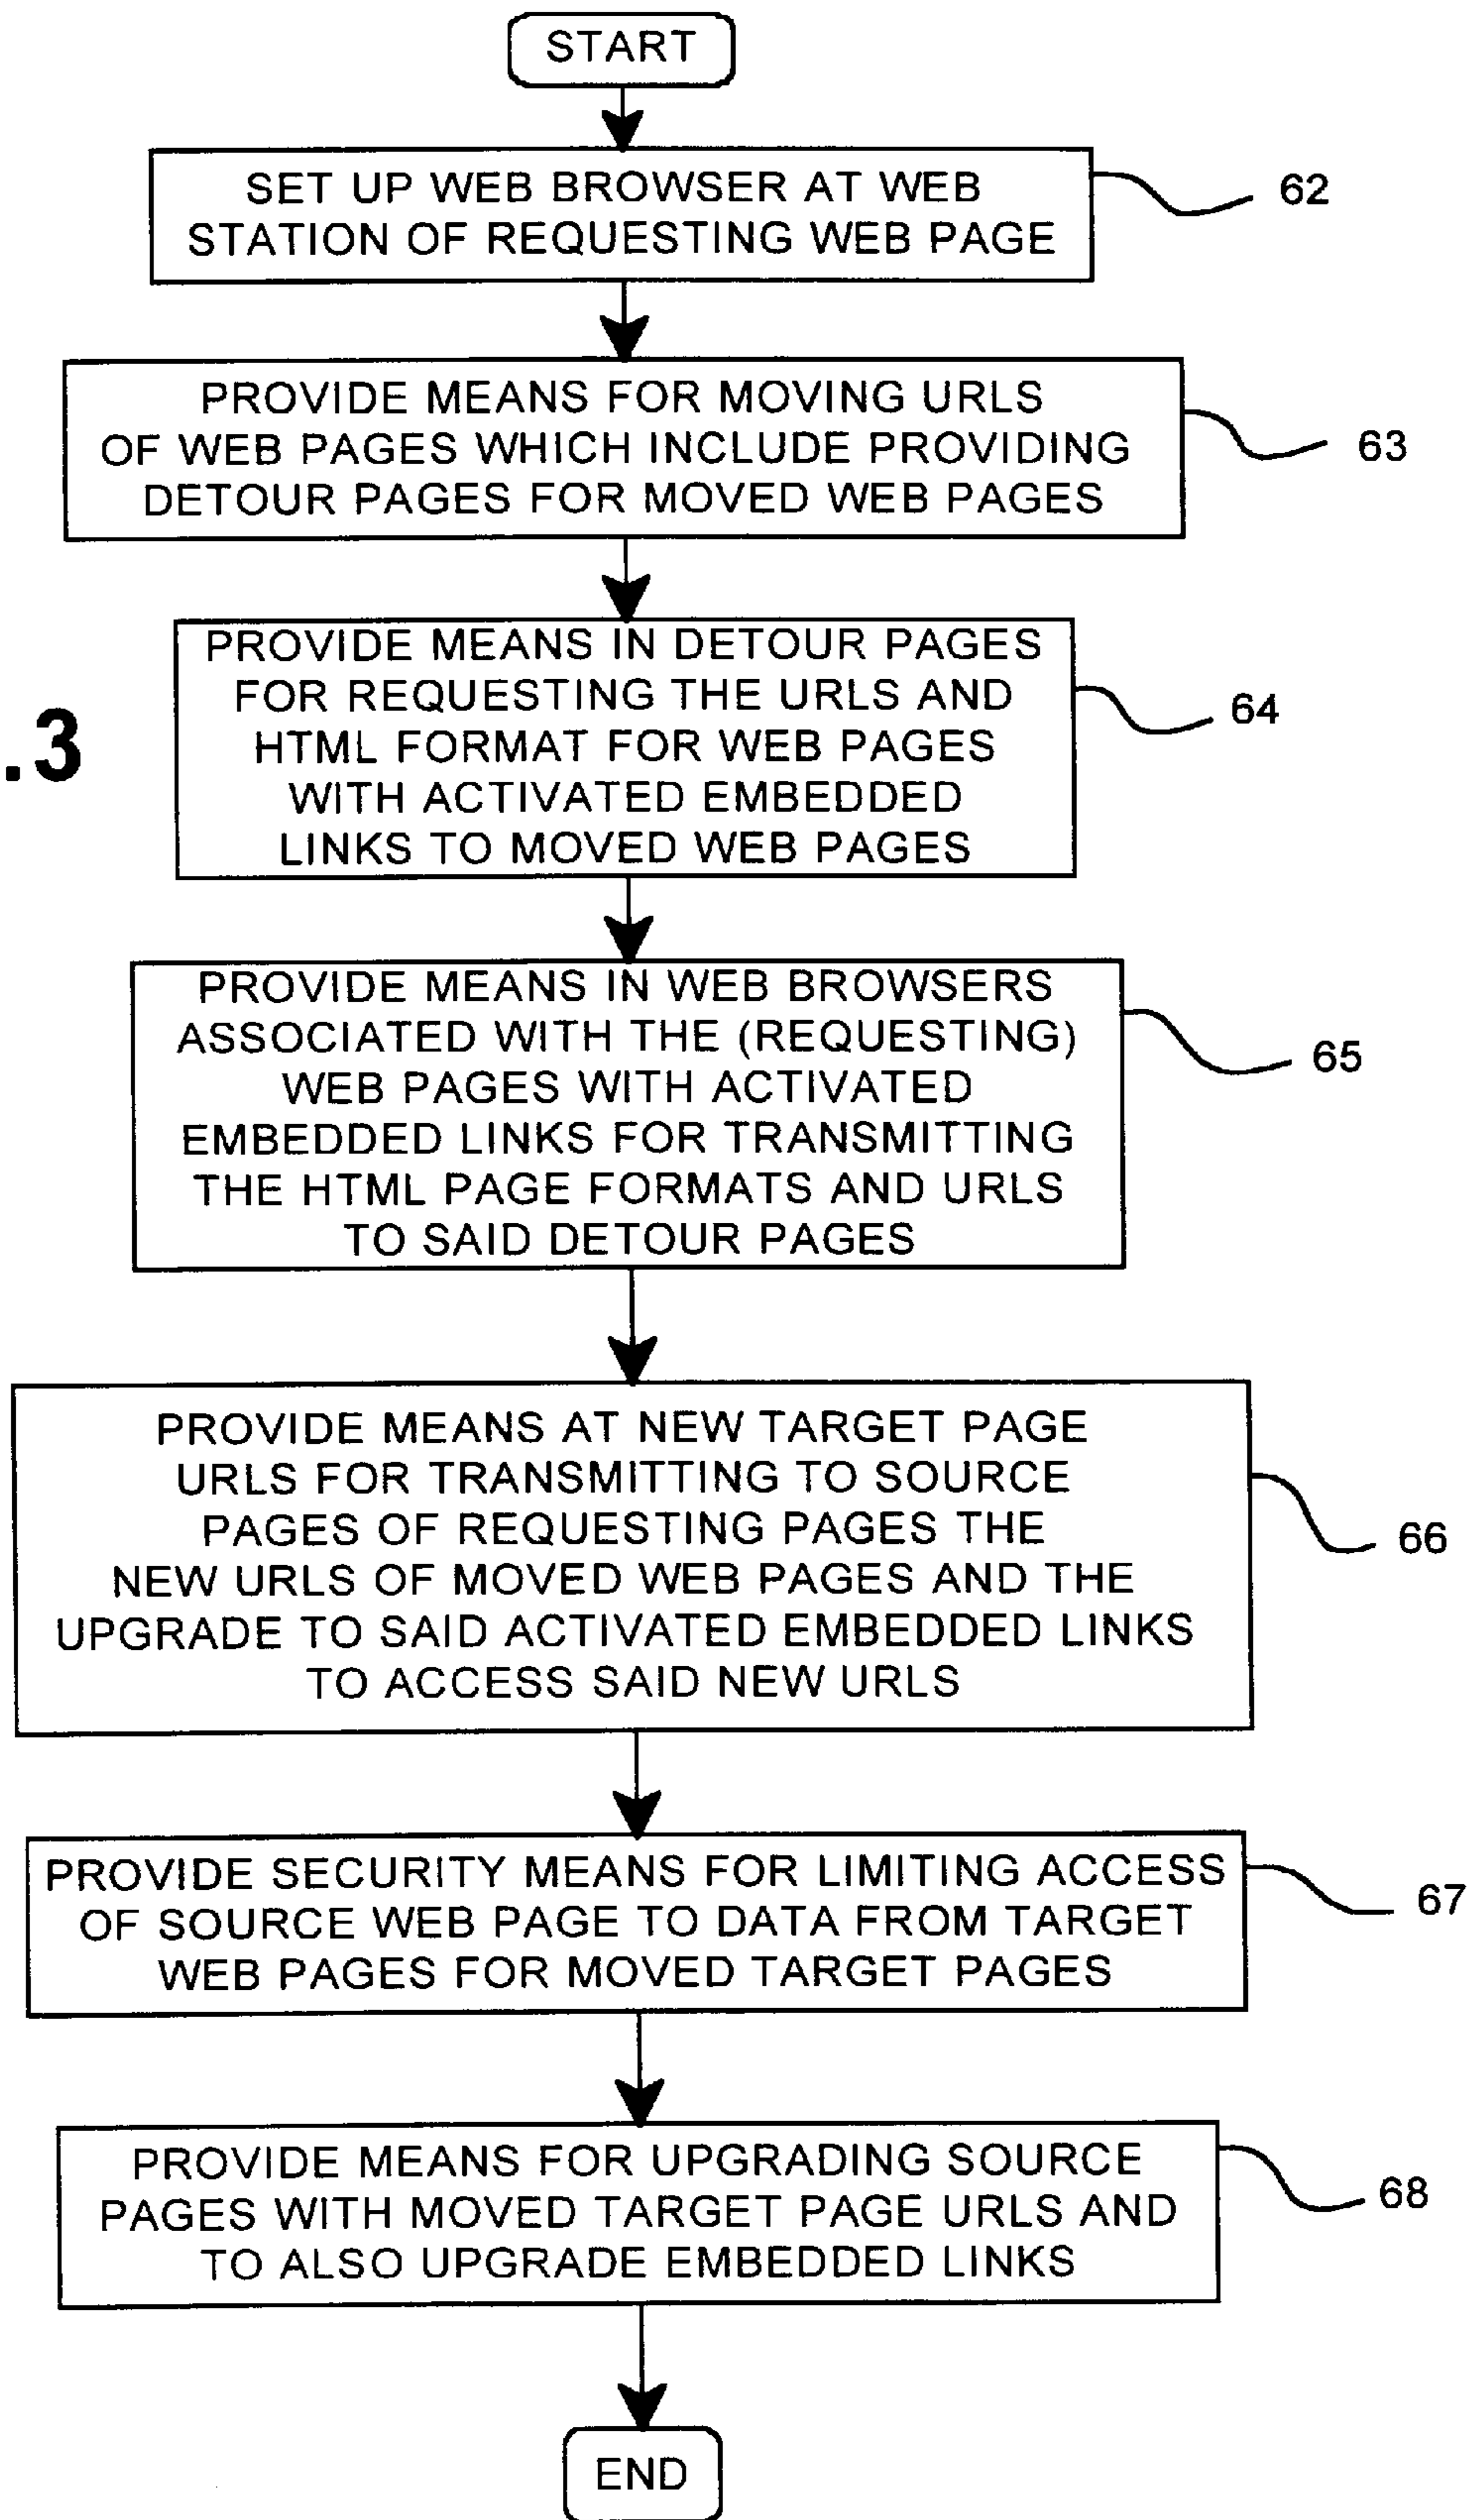 START
SET UP WEB BROWSER AT WEB
STATION OF REQUESTING WEB PAGE
62
PROVIDE MEANS FOR MOVING URLS
OF WEB PAGES WHICH INCLUDE PROVIDING
DETOUR PAGES FOR MOVED WEB PAGES
63
PROVIDE MEANS IN DETOUR PAGES
FOR REQUESTING THE URLS AND
HTML FORMAT FOR WEB PAGES
WITH ACTIVATED EMBEDDED
LINKS TO MOVED WEB PAGES
64
.3
PROVIDE MEANS IN WEB BROWSERS
ASSOCIATED WITH THE (REQUESTING)
WEB PAGES WITH ACTIVATED
EMBEDDED LINKS FOR TRANSMITTING
THE HTML PAGE FORMATS AND URLS
TO SAID DETOUR PAGES
65
PROVIDE MEANS AT NEW TARGET PAGE
URLS FOR TRANSMITTING TO SOURCE
PAGES OF REQUESTING PAGES THE
NEW URLS OF MOVED WEB PAGES AND THE
UPGRADE TO SAID ACTIVATED EMBEDDED LINKS
TO ACCESS SAID NEW URLS
66
PROVIDE SECURITY MEANS FOR LIMITING ACCESS
OF SOURCE WEB PAGE TO DATA FROM TARGET
WEB PAGES FOR MOVED TARGET PAGES
67
PROVIDE MEANS FOR UPGRADING SOURCE
PAGES WITH MOVED TARGET PAGE URLS AND
TO ALSO UPGRADE EMBEDDED LINKS
68
END